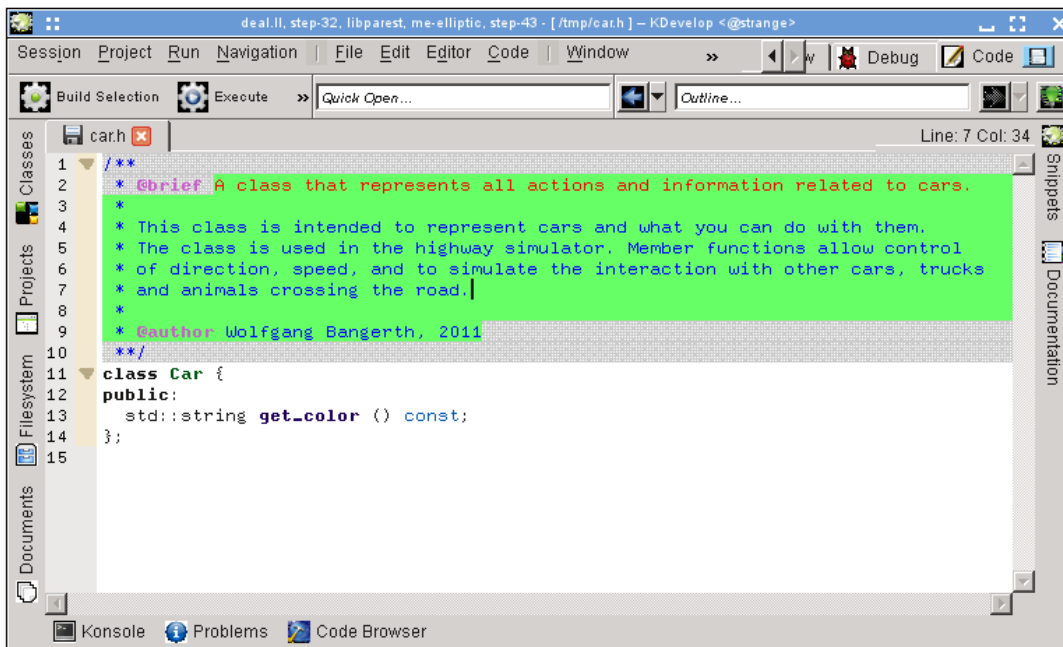 deal.II, step-32, libparest, me-elliptic, step-43 - [ /tmp/car.h ] – KDevelop <@strange>
Session Project Run Navigation | File Edit Editor Code | Window » w Debug Code
Build Selection Execute » Quick Open... Outline...
car.h Line: 7 Col: 34
Classes
Projects
Filesystem
Documents
1 /**
2 * @brief A class that represents all actions and information related to cars.
3 *
4 * This class is intended to represent cars and what you can do with them.
5 * The class is used in the highway simulator. Member functions allow control
6 * of direction, speed, and to simulate the interaction with other cars, trucks
7 * and animals crossing the road.
8 *
9 * @author Wolfgang Bangerth, 2011
10 **/
11 class Car {
12 public:
13 std::string get_color () const;
14 };
15
Snippets
Documentation
Konsole Problems Code Browser